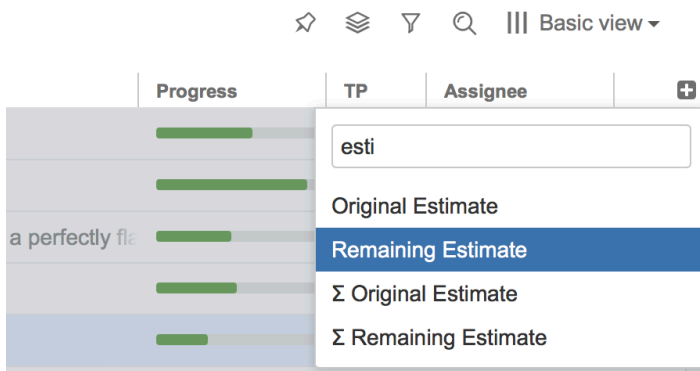 Basic view
Progress TP Assignee
esti
Original Estimate
Remaining Estimate
a perfectly fla
Σ Original Estimate
Σ Remaining Estimate